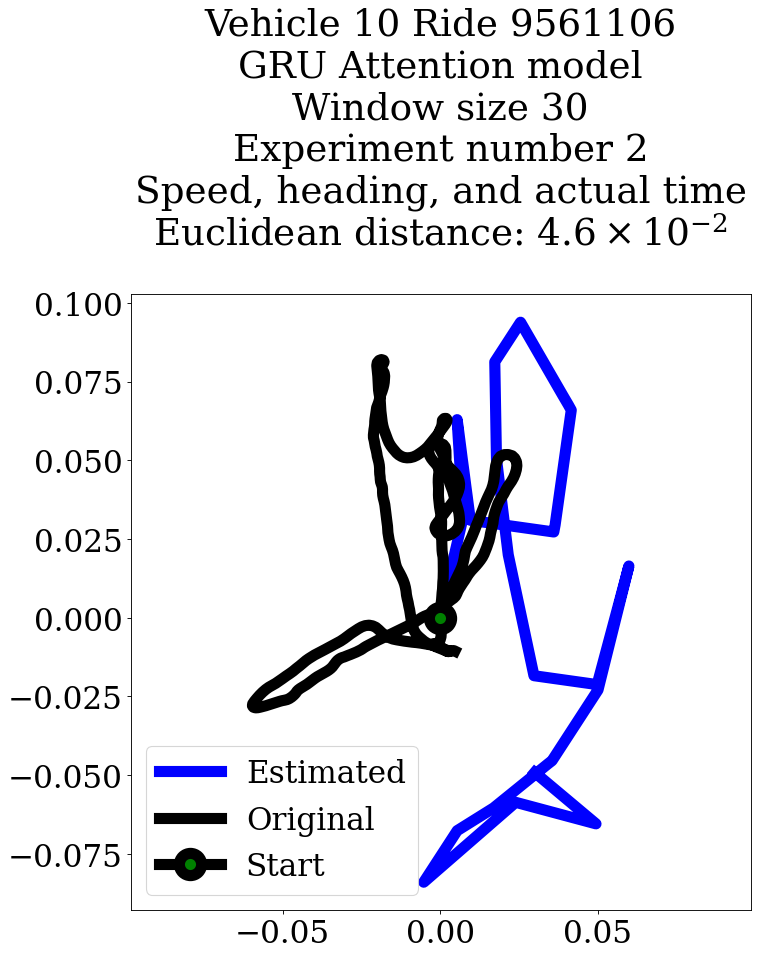 Vehicle 10 Ride 9561106
GRU Attention model
Window size 30
Experiment number 2
Speed, heading, and actual time
Euclidean distance: 4.6 × 10⁻²
0.100
0.075
0.050
0.025
0.000
−0.025
−0.050
−0.075
Estimated
Original
Start
−0.05
0.00
0.05